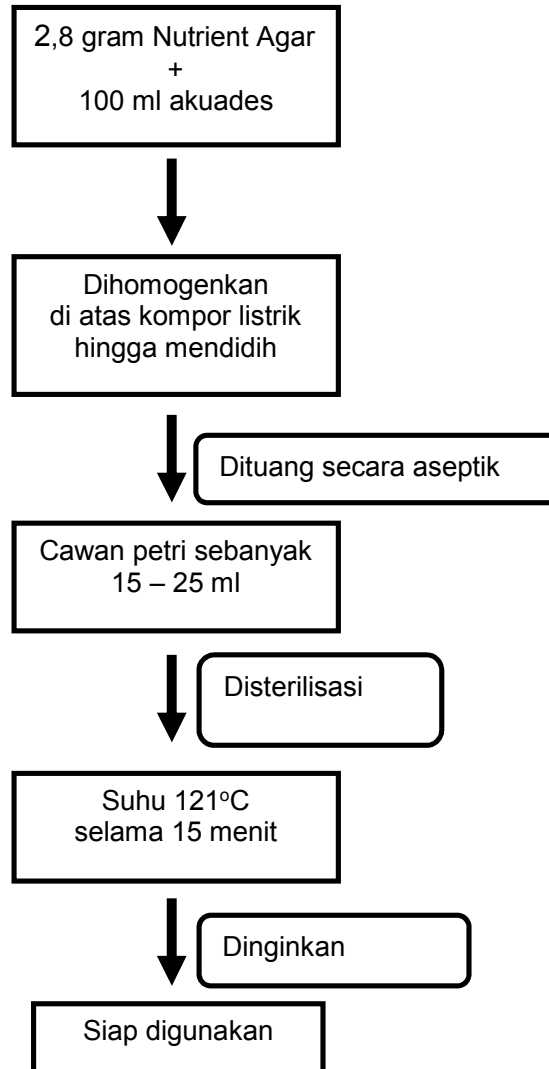 2,8 gram Nutrient Agar
+
100 ml akuades
Dihomogenkan
di atas kompor listrik
hingga mendidih
Dituang secara aseptik
Cawan petri sebanyak
15 – 25 ml
Disterilisasi
Suhu 121°C
selama 15 menit
Dinginkan
Siap digunakan